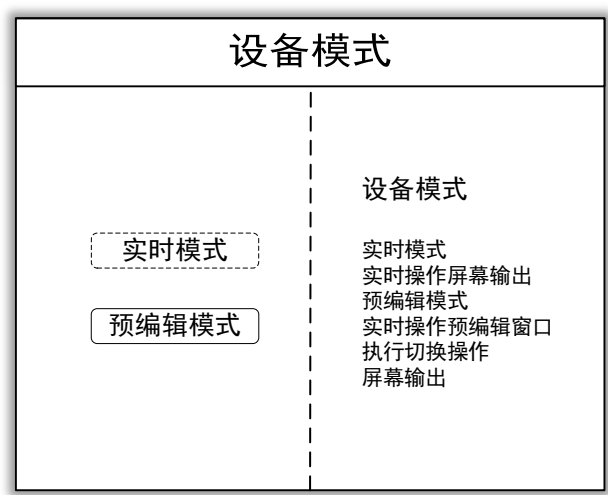 设备模式
实时模式
预编辑模式
设备模式
实时模式
实时操作屏幕输出
预编辑模式
实时操作预编辑窗口
执行切换操作
屏幕输出